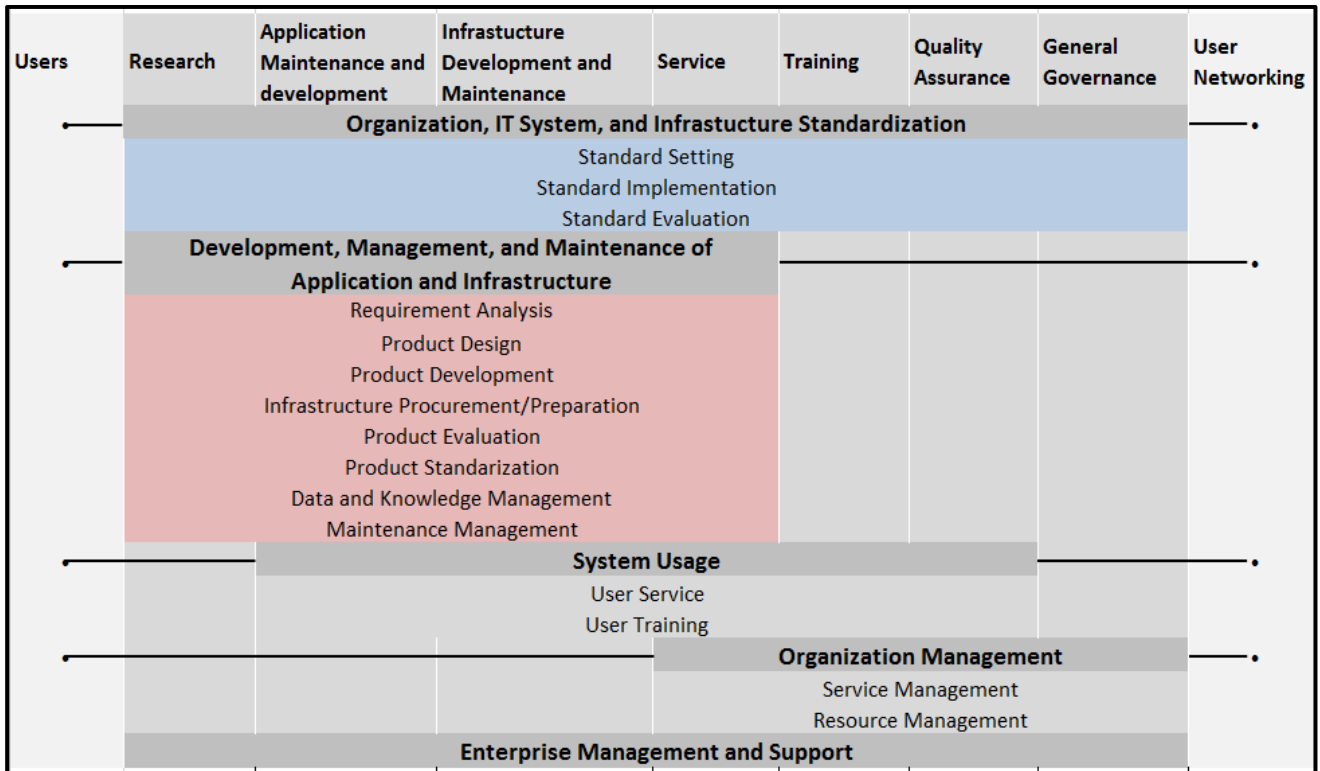 Users
Research
Application
Maintenance and
development
Infrastucture
Development and
Maintenance
Service
Training
Quality
Assurance
General
Governance
User
Networking
Organization, IT System, and Infrastucture Standardization
Standard Setting
Standard Implementation
Standard Evaluation
Development, Management, and Maintenance of
Application and Infrastructure
Requirement Analysis
Product Design
Product Development
Infrastructure Procurement/Preparation
Product Evaluation
Product Standarization
Data and Knowledge Management
Maintenance Management
System Usage
User Service
User Training
Organization Management
Service Management
Resource Management
Enterprise Management and Support